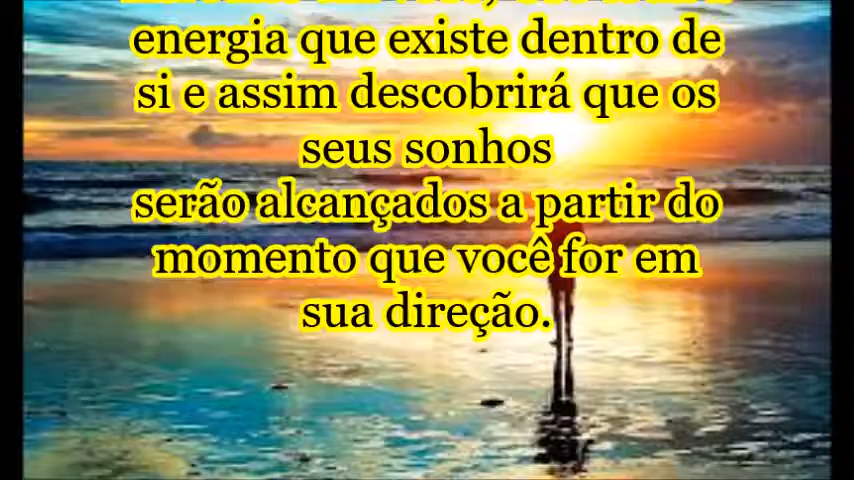 energia que existe dentro de
si e assim descobrirá que os
seus sonhos
serão alcançados a partir do
momento que você for em
sua direção.